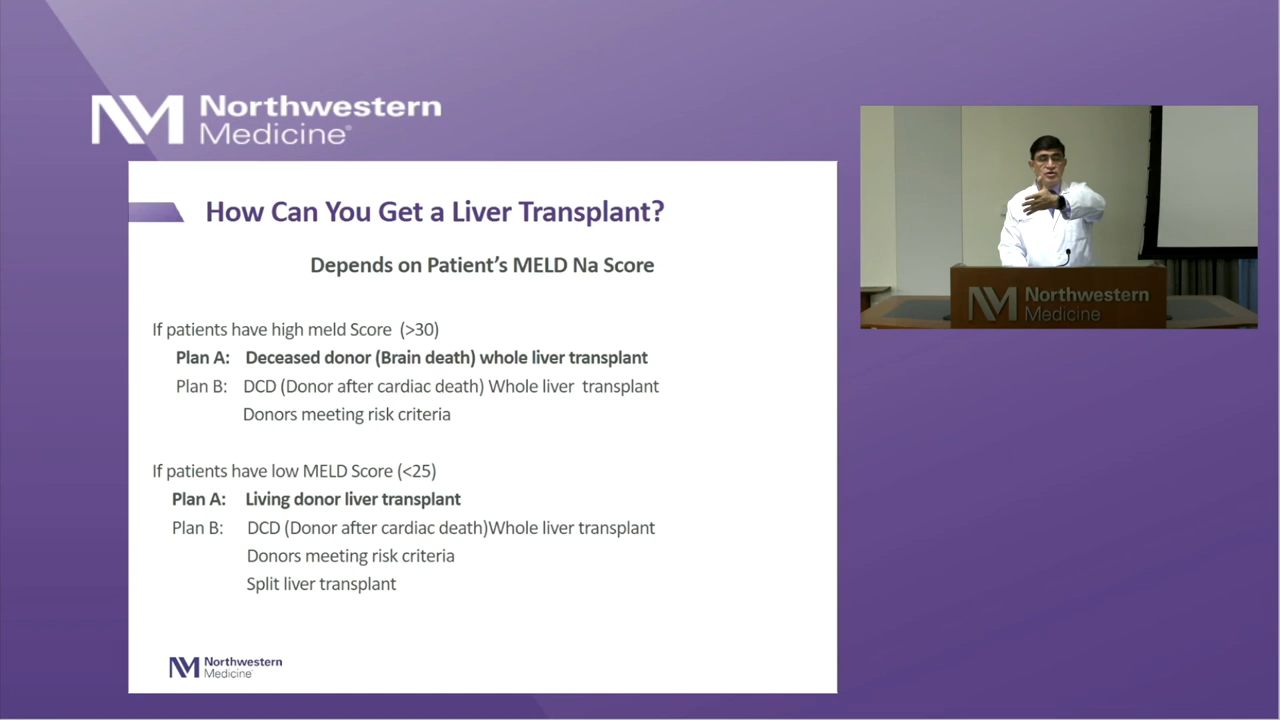 Northwestern
Medicine®
How Can You Get a Liver Transplant?
Depends on Patient's MELD Na Score
If patients have high meld Score (>30)
Plan A: Deceased donor (Brain death) whole liver transplant
Plan B: DCD (Donor after cardiac death) Whole liver transplant
Donors meeting risk criteria
If patients have low MELD Score (<25)
Plan A: Living donor liver transplant
Plan B: DCD (Donor after cardiac death)Whole liver transplant
Donors meeting risk criteria
Split liver transplant
Northwestern
Medicine
Northwestern
Medicine